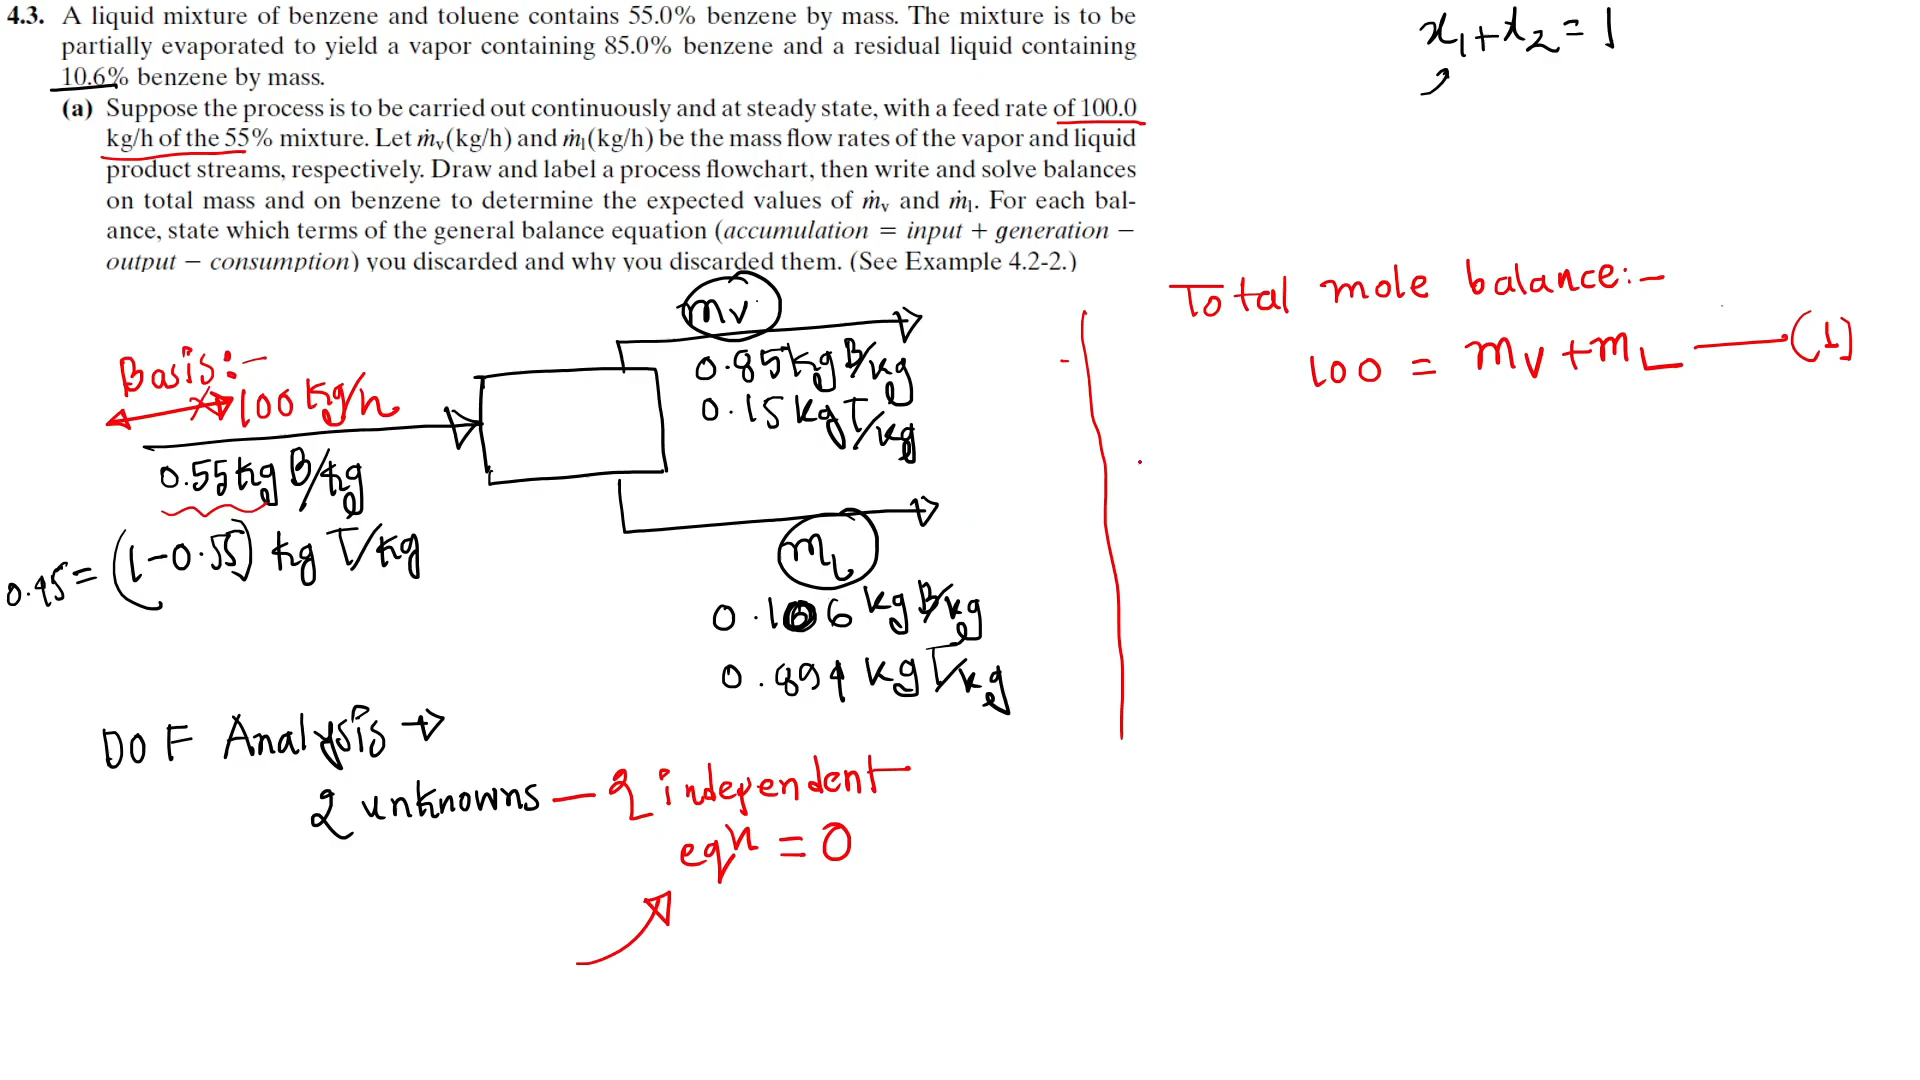 4.3. A liquid mixture of benzene and toluene contains 55.0% benzene by mass. The mixture is to be
partially evaporated to yield a vapor containing 85.0% benzene and a residual liquid containing
10.6% benzene by mass.
(a) Suppose the process is to be carried out continuously and at steady state, with a feed rate of 100.0
kg/h of the 55% mixture. Let ṁᵥ(kg/h) and ṁₗ(kg/h) be the mass flow rates of the vapor and liquid
product streams, respectively. Draw and label a process flowchart, then write and solve balances
on total mass and on benzene to determine the expected values of ṁᵥ and ṁₗ. For each bal-
ance, state which terms of the general balance equation (accumulation = input + generation −
output − consumption) you discarded and why you discarded them. (See Example 4.2-2.)
x₁+x₂=1
Basis:-
100 kg/h
0.55 kg B/kg
0.45 = (1-0.55) kg T/kg
mv
0.85 kg B/kg
0.15 kg T/kg
mL
0.106 kg B/kg
0.894 kg T/kg
DOF Analysis →
2 unknowns — 2 independent
eqn = 0
Total mole balance:-
100 = mv + mL —— (1)